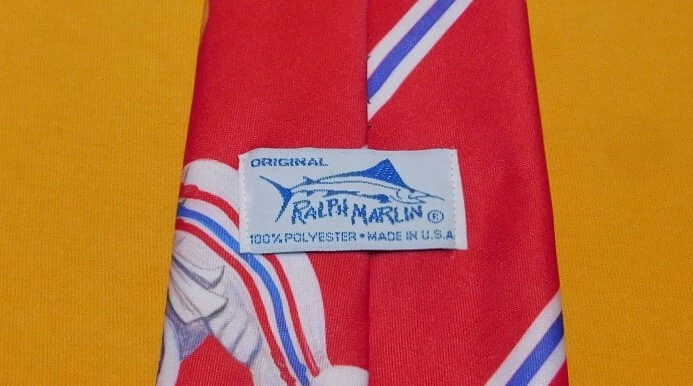 ORIGINAL
RALPH MARLIN ®
100% POLYESTER • MADE IN U.S.A